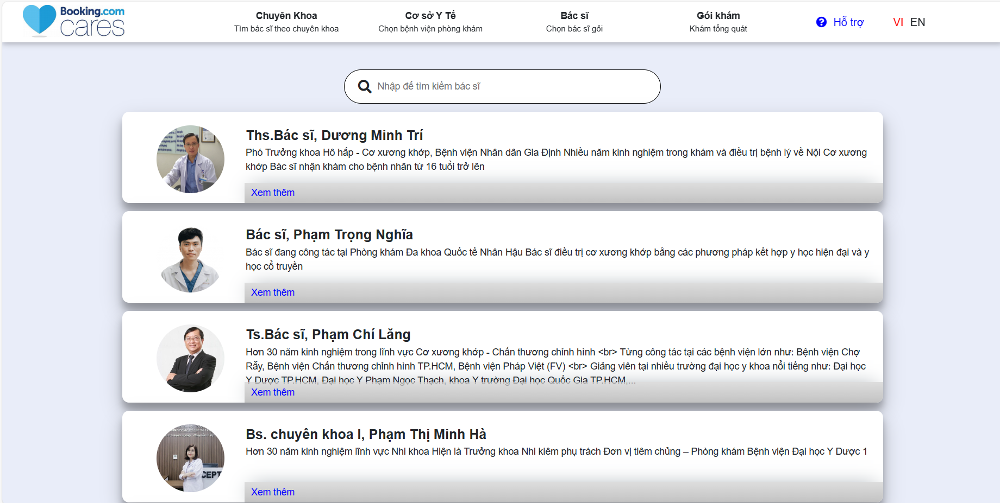 Booking.com
cares
Chuyên Khoa
Tìm bác sĩ theo chuyên khoa
Cơ sở Y Tế
Chọn bệnh viện phòng khám
Bác sĩ
Chọn bác sĩ gỏi
Gói khám
Khám tổng quát
Hỗ trợ
VI EN
Nhập để tìm kiếm bác sĩ
Ths.Bác sĩ, Dương Minh Trí
Phó Trưởng khoa Hô hấp - Cơ xương khớp, Bệnh viện Nhân dân Gia Định Nhiều năm kinh nghiệm trong khám và điều trị bệnh lý về Nội Cơ xương
khớp Bác sĩ nhận khám cho bệnh nhân từ 16 tuổi trở lên
Xem thêm
Bác sĩ, Phạm Trọng Nghĩa
Bác sĩ đang công tác tại Phòng khám Đa khoa Quốc tế Nhân Hậu Bác sĩ điều trị cơ xương khớp bằng các phương pháp kết hợp y học hiện đại và y
học cổ truyền
Xem thêm
Ts.Bác sĩ, Phạm Chí Lăng
Hơn 30 năm kinh nghiệm trong lĩnh vực Cơ xương khớp - Chấn thương chỉnh hình <br> Từng công tác tại các bệnh viện lớn như: Bệnh viện Chợ
Rẫy, Bệnh viện Chấn thương chỉnh hình TP.HCM, Bệnh viện Pháp Việt (FV) <br> Giảng viên tại nhiều trường đại học y khoa nổi tiếng như: Đại học
Y Dược TP.HCM, Đại học Y Phạm Ngọc Thạch, khoa Y trường Đại học Quốc Gia TP.HCM,...
Xem thêm
Bs. chuyên khoa I, Phạm Thị Minh Hà
Hơn 30 năm kinh nghiệm lĩnh vực Nhi khoa Hiện là Trưởng khoa Nhi kiêm phụ trách Đơn vị tiêm chủng – Phòng khám Bệnh viện Đại học Y Dược 1
CEPT
Xem thêm